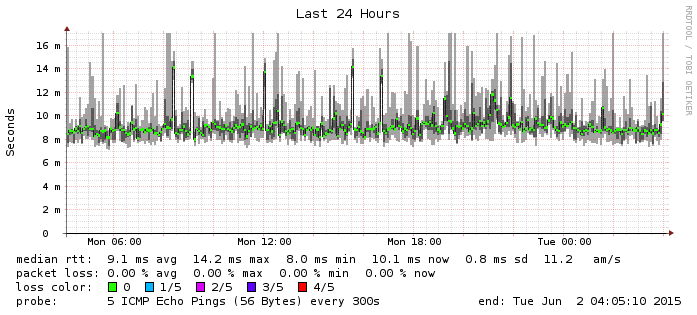 Last 24 Hours
RRDTOOL / TOBI OETIKER
Seconds
16 m
14 m
12 m
10 m
8 m
6 m
4 m
2 m
0
Mon 06:00 Mon 12:00 Mon 18:00 Tue 00:00
median rtt: 9.1 ms avg 14.2 ms max 8.0 ms min 10.1 ms now 0.8 ms sd 11.2 am/s
packet loss: 0.00 % avg 0.00 % max 0.00 % min 0.00 % now
loss color: 0 1/5 2/5 3/5 4/5
probe: 5 ICMP Echo Pings (56 Bytes) every 300s end: Tue Jun 2 04:05:10 2015